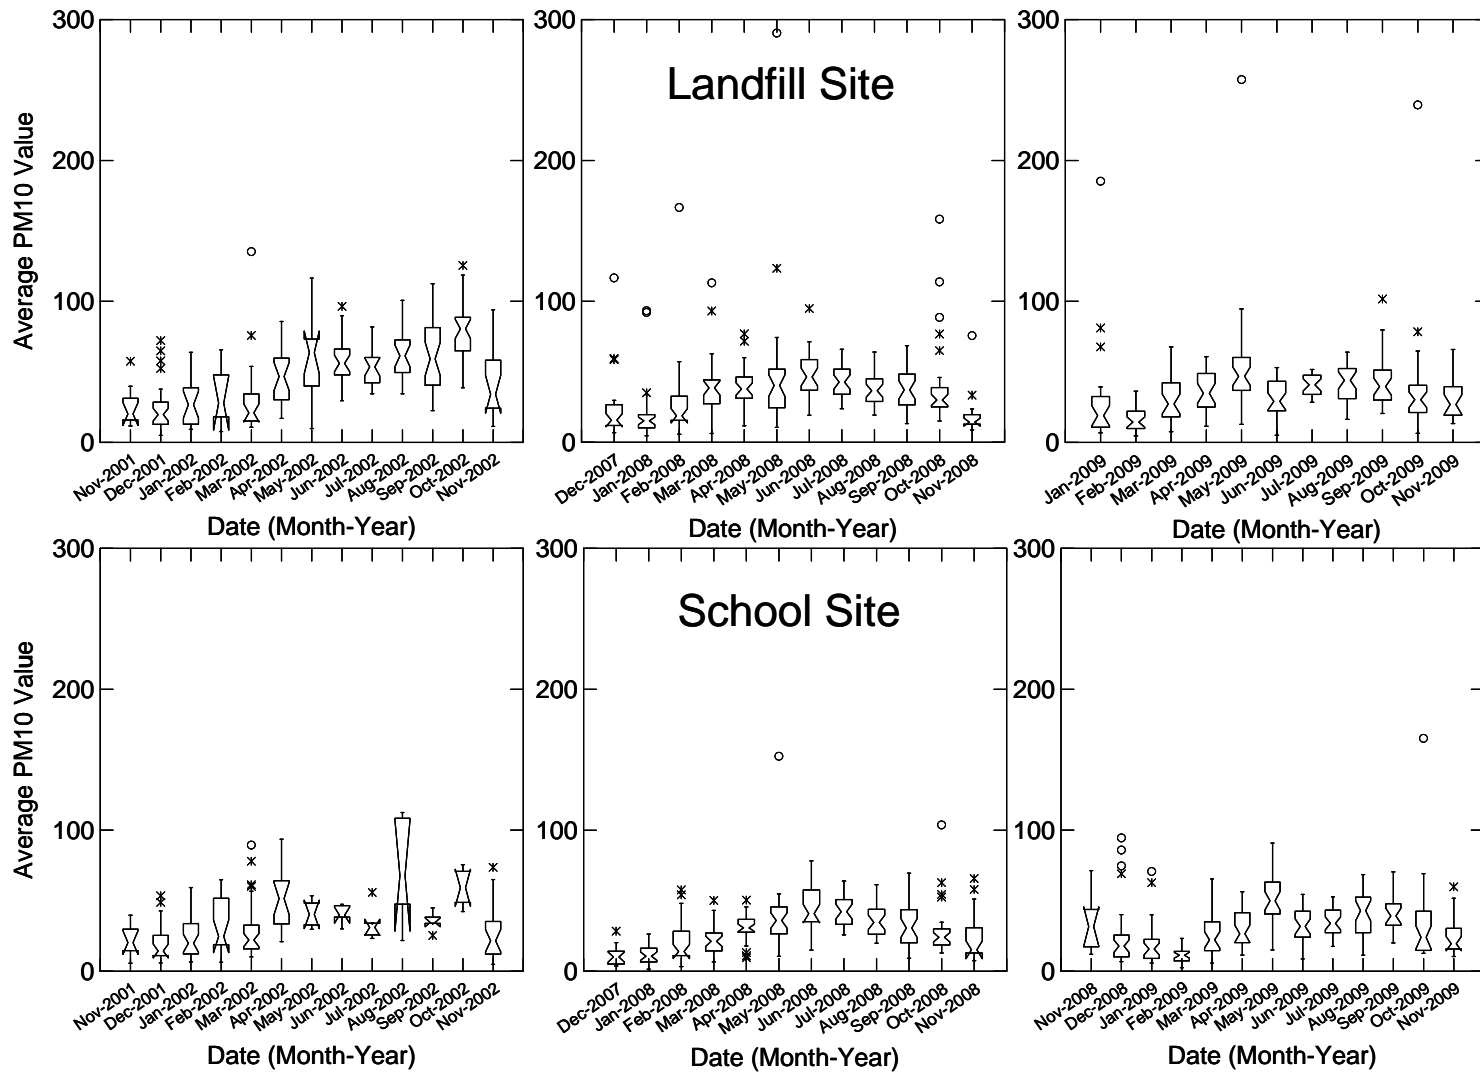 300 300 300
Landfill Site
Average PM10 Value
200 200 200
100 100 100
0 0 0
Nov-2001 Dec-2001 Jan-2002 Feb-2002 Mar-2002 Apr-2002 May-2002 Jun-2002 Jul-2002 Aug-2002 Sep-2002 Oct-2002 Nov-2002
Dec-2007 Jan-2008 Feb-2008 Mar-2008 Apr-2008 May-2008 Jun-2008 Jul-2008 Aug-2008 Sep-2008 Oct-2008 Nov-2008
Jan-2009 Feb-2009 Mar-2009 Apr-2009 May-2009 Jun-2009 Jul-2009 Aug-2009 Sep-2009 Oct-2009 Nov-2009
Date (Month-Year) Date (Month-Year) Date (Month-Year)
300 300 300
School Site
Average PM10 Value
200 200 200
100 100 100
0 0 0
Nov-2001 Dec-2001 Jan-2002 Feb-2002 Mar-2002 Apr-2002 May-2002 Jun-2002 Jul-2002 Aug-2002 Sep-2002 Oct-2002 Nov-2002
Dec-2007 Jan-2008 Feb-2008 Mar-2008 Apr-2008 May-2008 Jun-2008 Jul-2008 Aug-2008 Sep-2008 Oct-2008 Nov-2008
Nov-2008 Dec-2008 Jan-2009 Feb-2009 Mar-2009 Apr-2009 May-2009 Jun-2009 Jul-2009 Aug-2009 Sep-2009 Oct-2009 Nov-2009
Date (Month-Year) Date (Month-Year) Date (Month-Year)